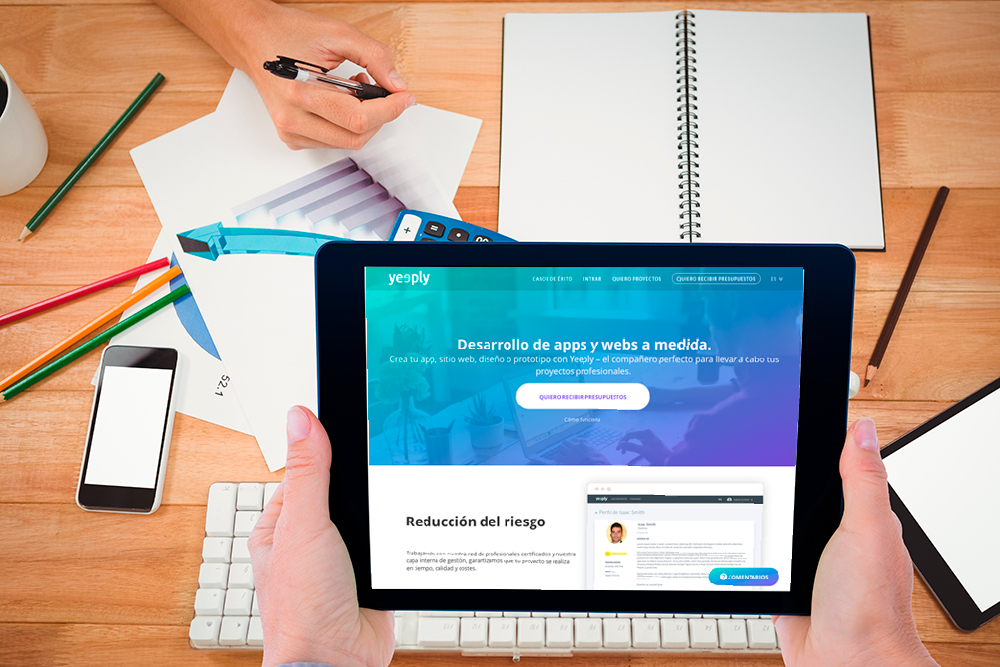 52.1
yeeply
CASOS DE ÉXITO ENTRAR QUIERO PROYECTOS QUIERO RECIBIR PRESUPUESTOS ES
Desarrollo de apps y webs a medida.
Crea tu app, sitio web, diseño o prototipo con Yeeply – el compañero perfecto para llevar a cabo tus
proyectos profesionales.
QUIERO RECIBIR PRESUPUESTOS
Cómo funciona
Reducción del riesgo
Trabajamos con nuestra red de profesionales certificados y nuestra
capa interna de gestión, garantizamos que tu proyecto se realiza
en tiempo, calidad y costes.
yeeply
Perfil de Isaac Smith
Isaac Smith
COMENTARIOS